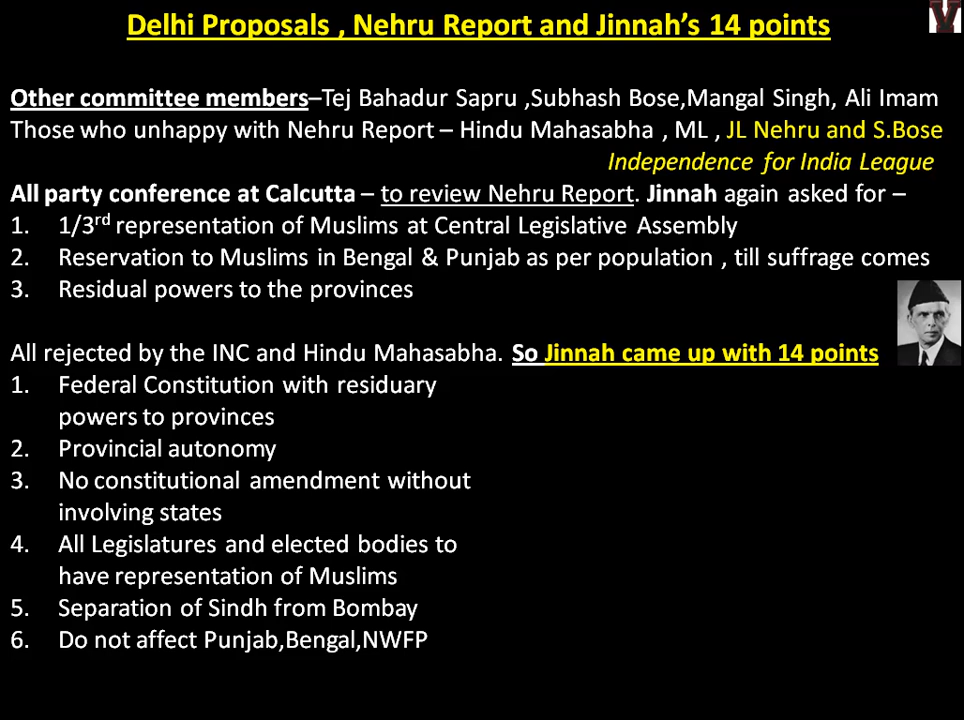 Delhi Proposals , Nehru Report and Jinnah’s 14 points
Other committee members–Tej Bahadur Sapru ,Subhash Bose,Mangal Singh, Ali Imam
Those who unhappy with Nehru Report – Hindu Mahasabha , ML , JL Nehru and S.Bose
Independence for India League
All party conference at Calcutta – to review Nehru Report. Jinnah again asked for –
1. 1/3rd representation of Muslims at Central Legislative Assembly
2. Reservation to Muslims in Bengal & Punjab as per population , till suffrage comes
3. Residual powers to the provinces
All rejected by the INC and Hindu Mahasabha. So Jinnah came up with 14 points
1. Federal Constitution with residuary
powers to provinces
2. Provincial autonomy
3. No constitutional amendment without
involving states
4. All Legislatures and elected bodies to
have representation of Muslims
5. Separation of Sindh from Bombay
6. Do not affect Punjab,Bengal,NWFP